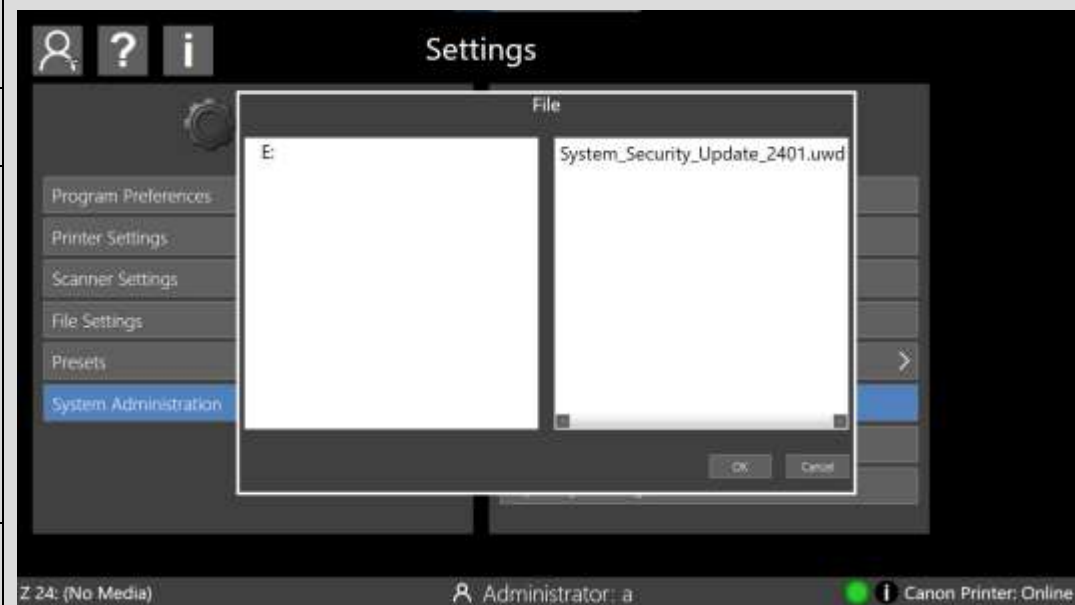 ? i Settings
File
E:
System_Security_Update_2401.uwd
Program Preferences
Printer Settings
Scanner Settings
File Settings
Presets
System Administration
OK Cancel
Z 24: (No Media)
Administrator: a
i Canon Printer: Online